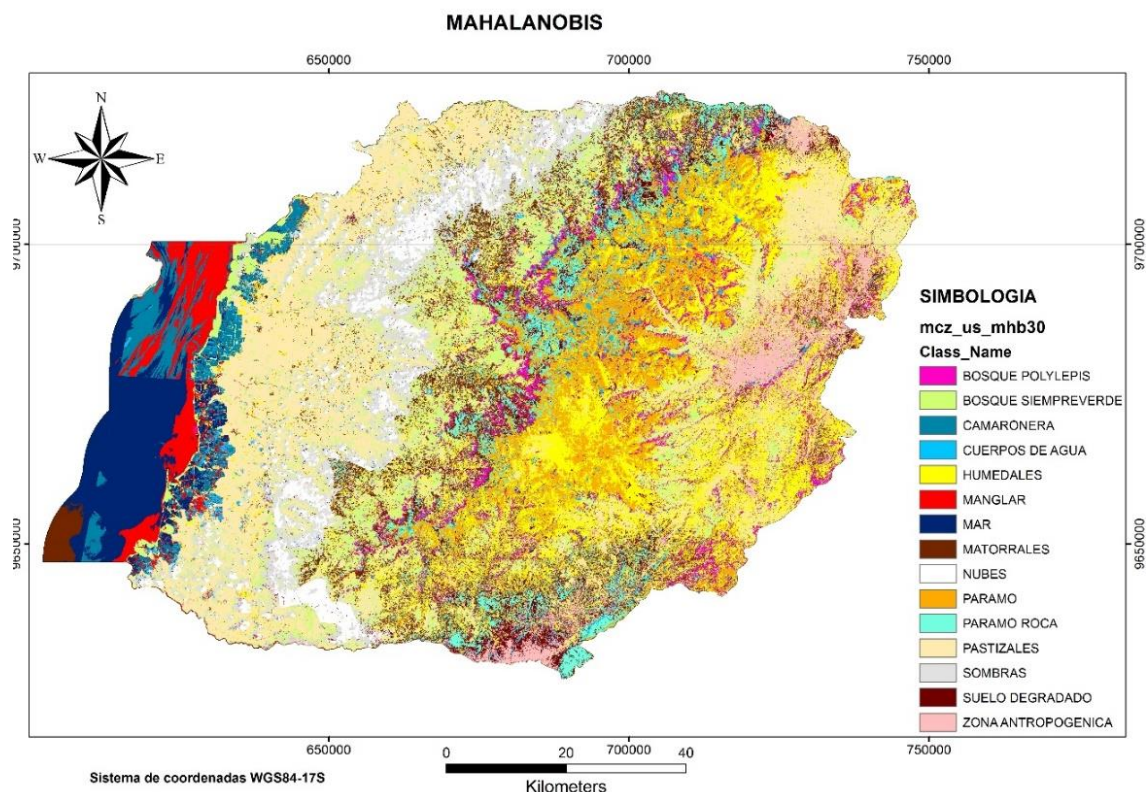 MAHALANOBIS
650000 700000 750000
N
W E
S
9700000 9700000
9650000 9650000
SIMBOLOGIA
mcz_us_mhb30
Class_Name
BOSQUE POLYLEPIS
BOSQUE SIEMPREVERDE
CAMARONERA
CUERPOS DE AGUA
HUMEDALES
MANGLAR
MAR
MATORRALES
NUBES
PARAMO
PARAMO ROCA
PASTIZALES
SOMBRAS
SUELO DEGRADADO
ZONA ANTROPOGENICA
650000 700000 750000
0 20 40
Kilometers
Sistema de coordenadas WGS84-17S